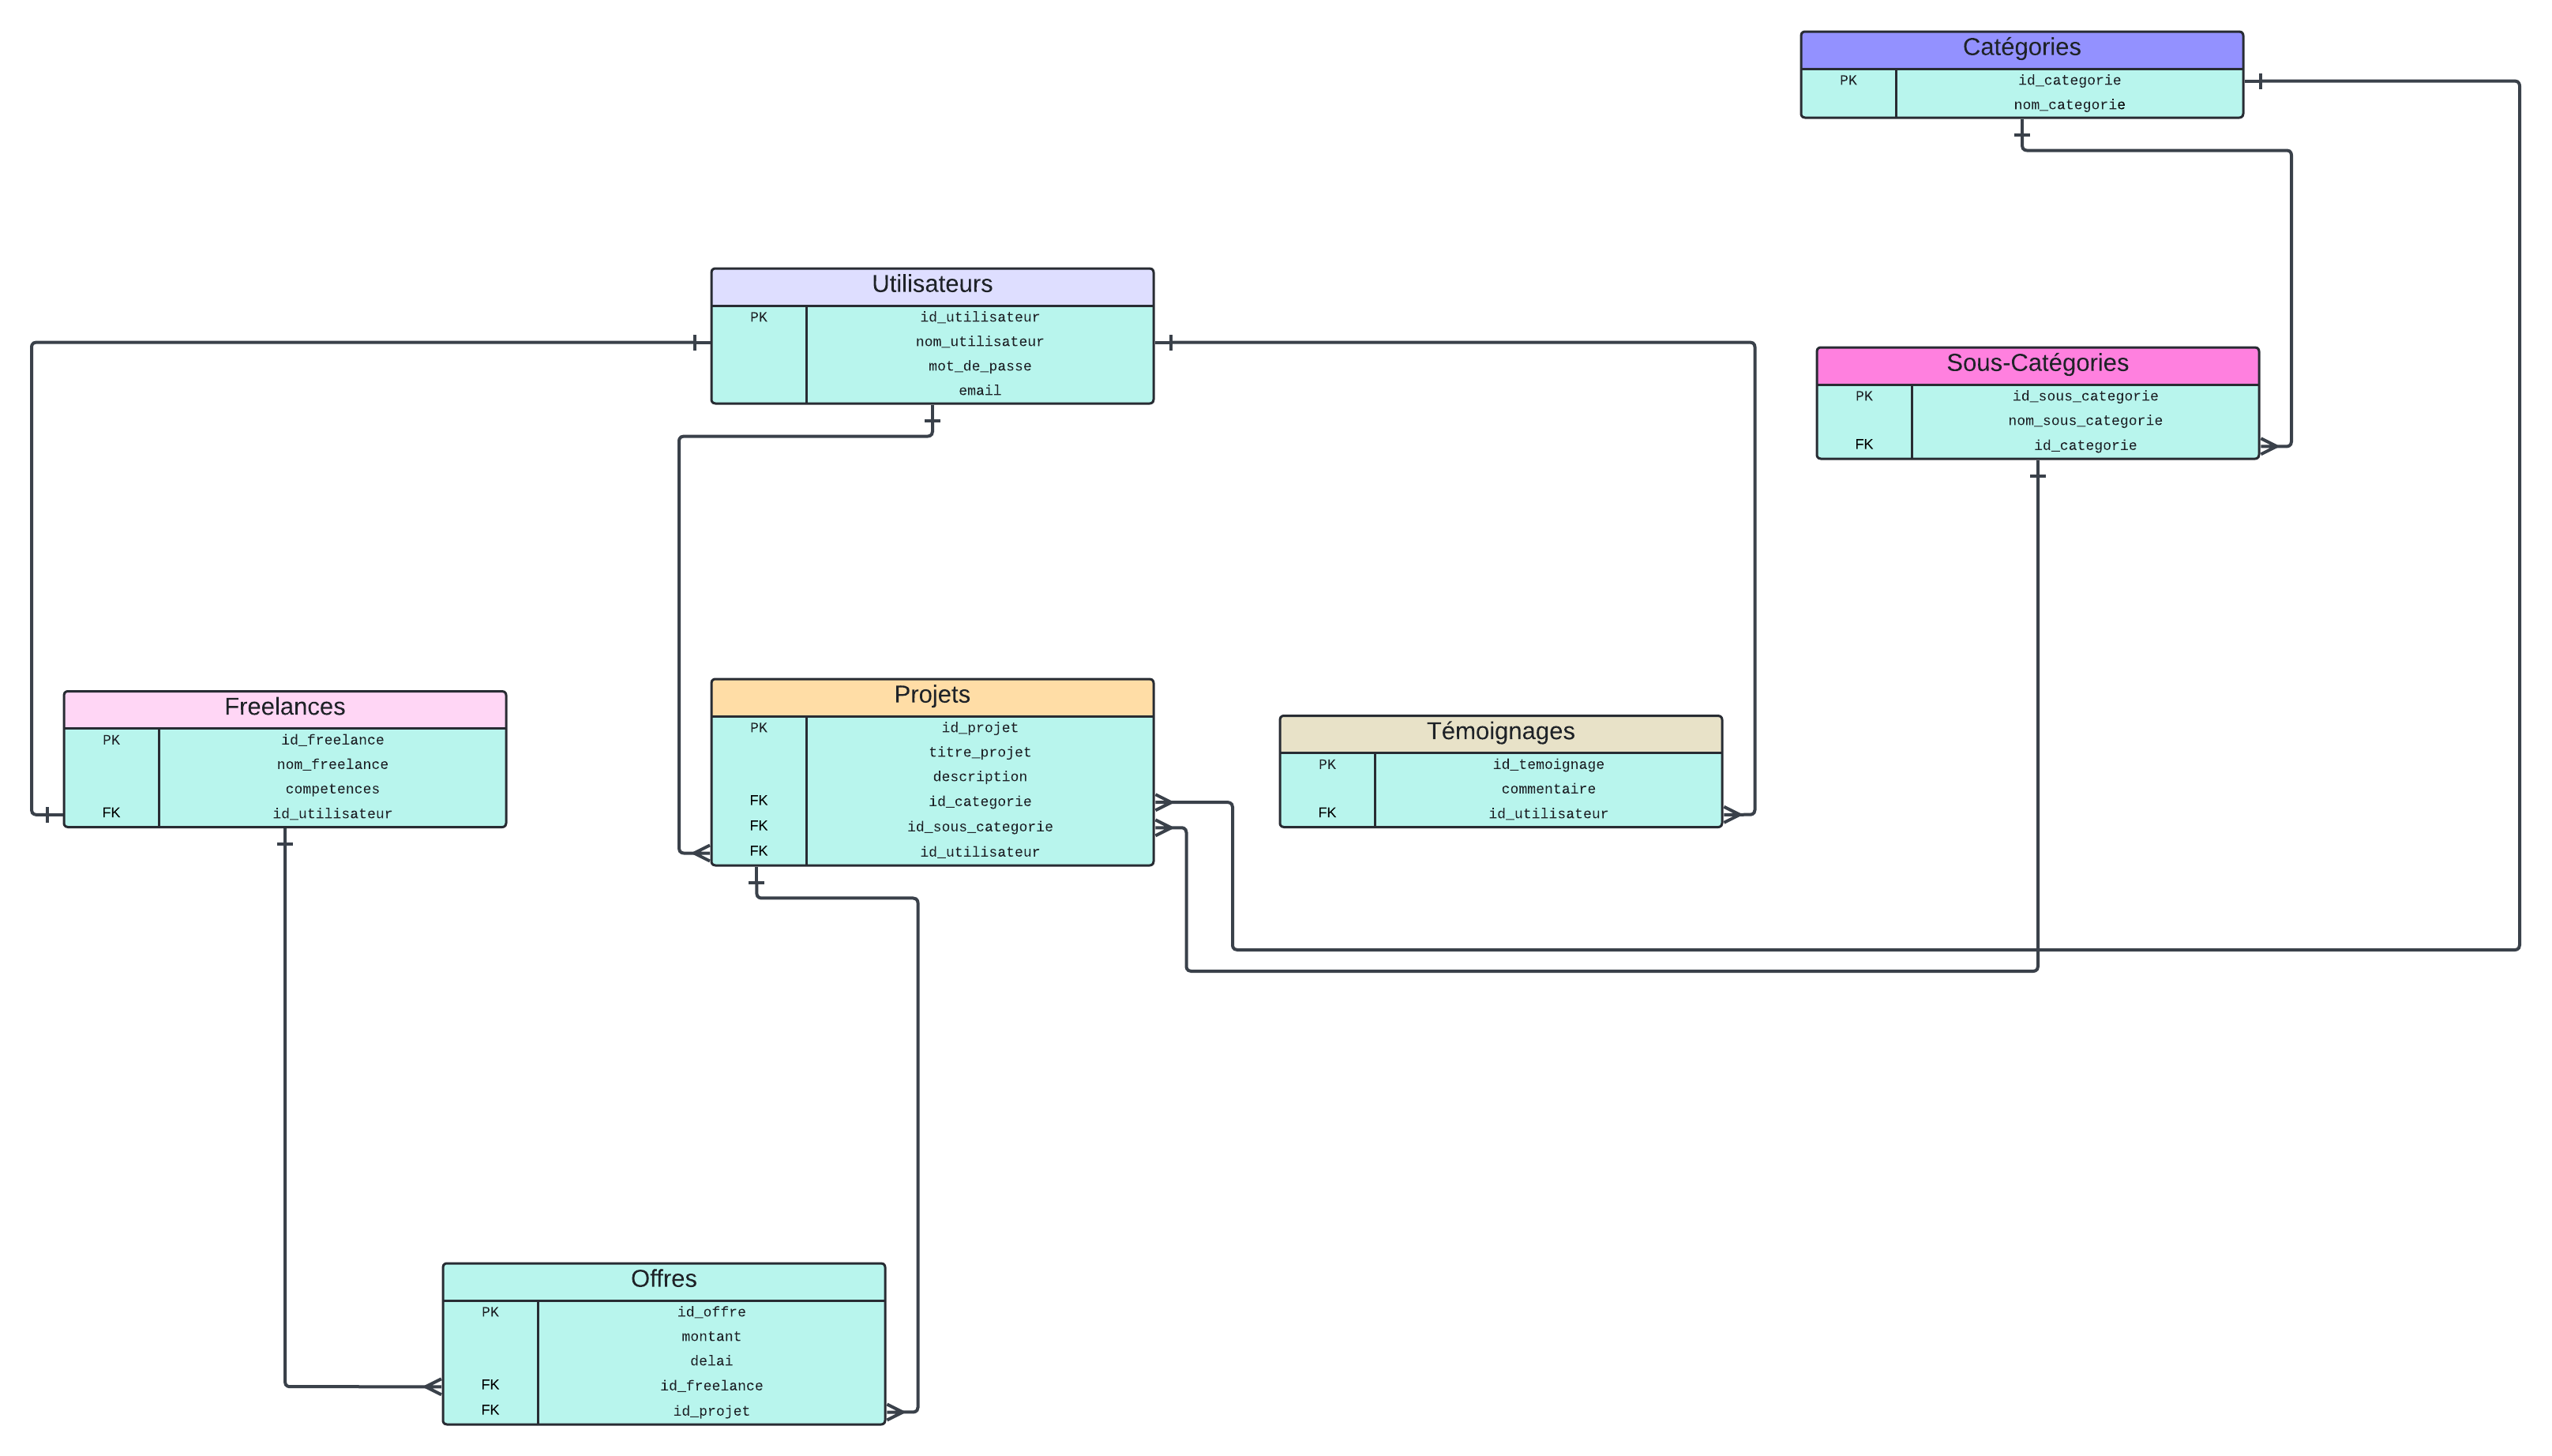 Catégories
PK id_categorie
nom_categorie
Utilisateurs
PK id_utilisateur
nom_utilisateur
mot_de_passe
email
Sous-Catégories
PK id_sous_categorie
nom_sous_categorie
FK id_categorie
Freelances
PK id_freelance
nom_freelance
competences
FK id_utilisateur
Projets
PK id_projet
titre_projet
description
FK id_categorie
FK id_sous_categorie
FK id_utilisateur
Témoignages
PK id_temoignage
commentaire
FK id_utilisateur
Offres
PK id_offre
montant
delai
FK id_freelance
FK id_projet